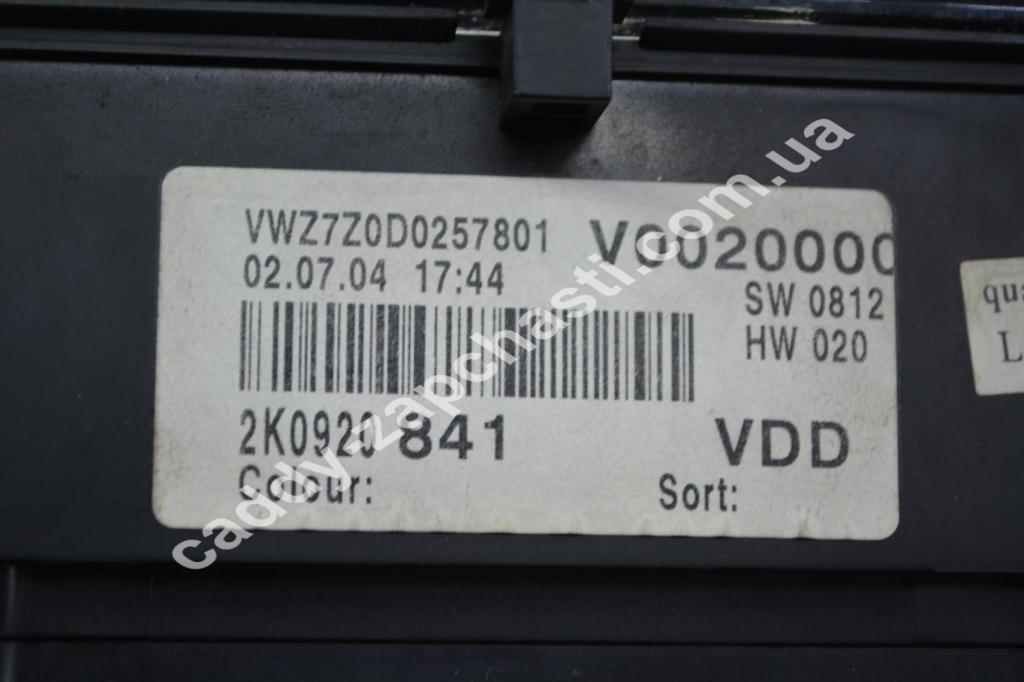 VWZ7Z0D0257801 V0020000
02.07.04 17:44
SW 0812
HW 020
2K0920 841 VDD
Colour: Sort:
caddy-zapchasti.com.ua